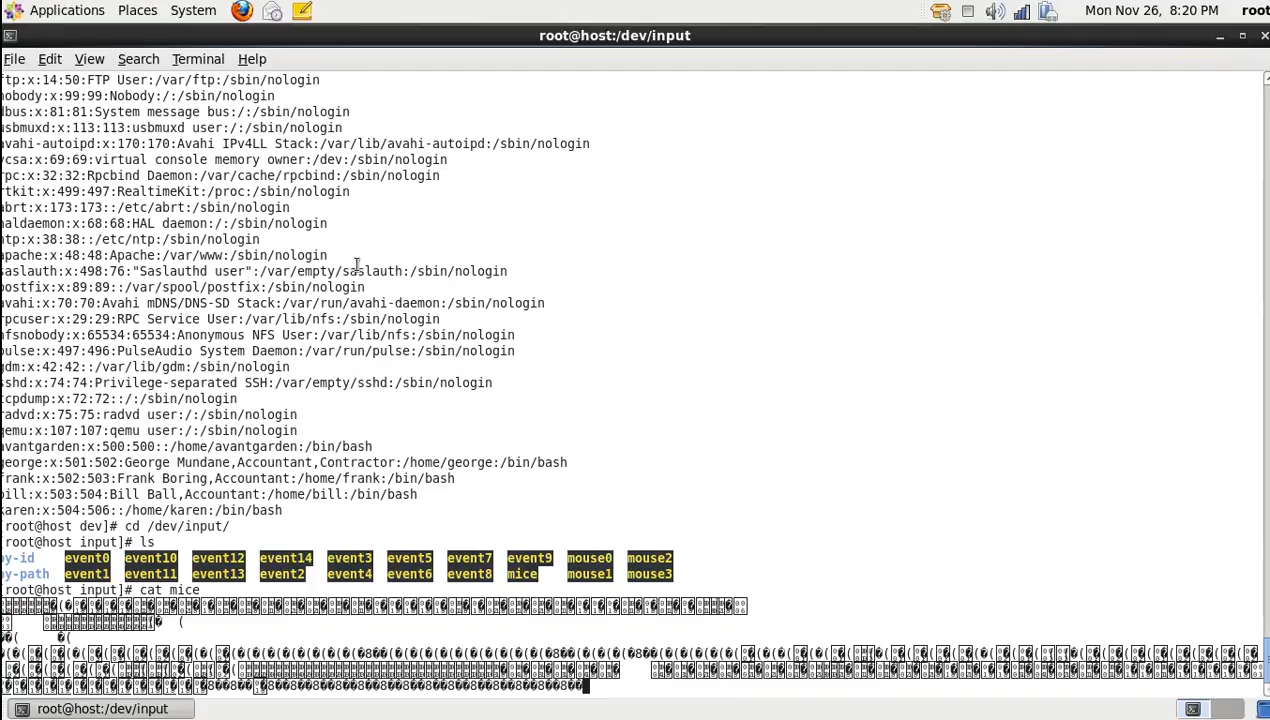 Applications Places System Mon Nov 26, 8:20 PM root
root@host:/dev/input
File Edit View Search Terminal Help
ftp:x:14:50:FTP User:/var/ftp:/sbin/nologin
nobody:x:99:99:Nobody:/:/sbin/nologin
dbus:x:81:81:System message bus:/:/sbin/nologin
usbmuxd:x:113:113:usbmuxd user:/:/sbin/nologin
avahi-autoipd:x:170:170:Avahi IPv4LL Stack:/var/lib/avahi-autoipd:/sbin/nologin
vcsa:x:69:69:virtual console memory owner:/dev:/sbin/nologin
rpc:x:32:32:Rpcbind Daemon:/var/cache/rpcbind:/sbin/nologin
rtkit:x:499:497:RealtimeKit:/proc:/sbin/nologin
abrt:x:173:173::/etc/abrt:/sbin/nologin
haldaemon:x:68:68:HAL daemon:/:/sbin/nologin
ntp:x:38:38::/etc/ntp:/sbin/nologin
apache:x:48:48:Apache:/var/www:/sbin/nologin
saslauth:x:498:76:"Saslauthd user":/var/empty/saslauth:/sbin/nologin
postfix:x:89:89::/var/spool/postfix:/sbin/nologin
avahi:x:70:70:Avahi mDNS/DNS-SD Stack:/var/run/avahi-daemon:/sbin/nologin
rpcuser:x:29:29:RPC Service User:/var/lib/nfs:/sbin/nologin
nfsnobody:x:65534:65534:Anonymous NFS User:/var/lib/nfs:/sbin/nologin
pulse:x:497:496:PulseAudio System Daemon:/var/run/pulse:/sbin/nologin
gdm:x:42:42::/var/lib/gdm:/sbin/nologin
sshd:x:74:74:Privilege-separated SSH:/var/empty/sshd:/sbin/nologin
tcpdump:x:72:72::/:/sbin/nologin
radvd:x:75:75:radvd user:/:/sbin/nologin
qemu:x:107:107:qemu user:/:/sbin/nologin
avantgarden:x:500:500::/home/avantgarden:/bin/bash
george:x:501:502:George Mundane,Accountant,Contractor:/home/george:/bin/bash
frank:x:502:503:Frank Boring,Accountant:/home/frank:/bin/bash
bill:x:503:504:Bill Ball,Accountant:/home/bill:/bin/bash
karen:x:504:506::/home/karen:/bin/bash
[root@host dev]# cd /dev/input/
[root@host input]# ls
by-id event0 event10 event12 event14 event3 event5 event7 event9 mouse0 mouse2
by-path event1 event11 event13 event2 event4 event6 event8 mice mouse1 mouse3
[root@host input]# cat mice
root@host:/dev/input